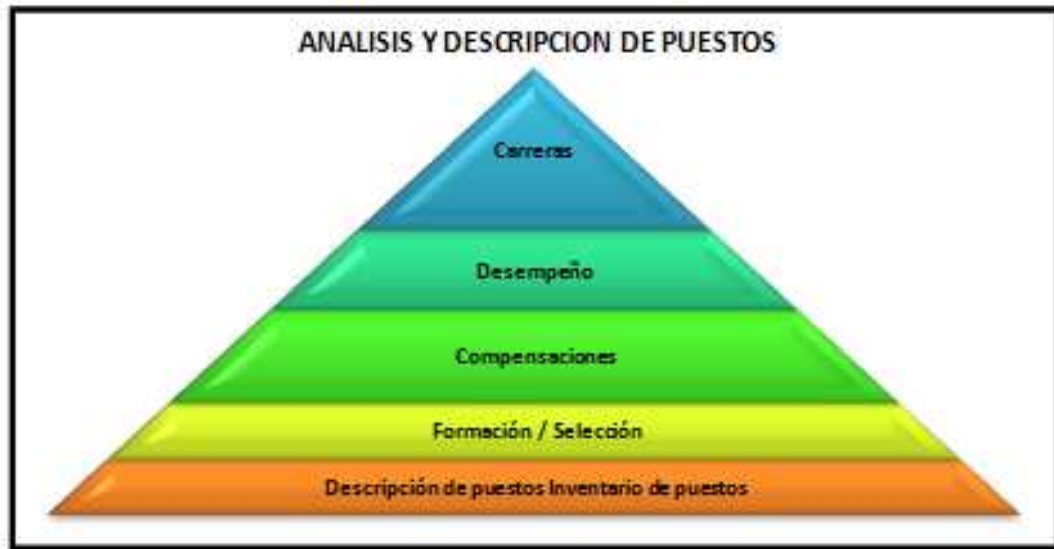 ANALISIS Y DESCRIPCION DE PUESTOS
Carreras
Desempeño
Compensaciones
Formación / Selección
Descripción de puestos Inventario de puestos